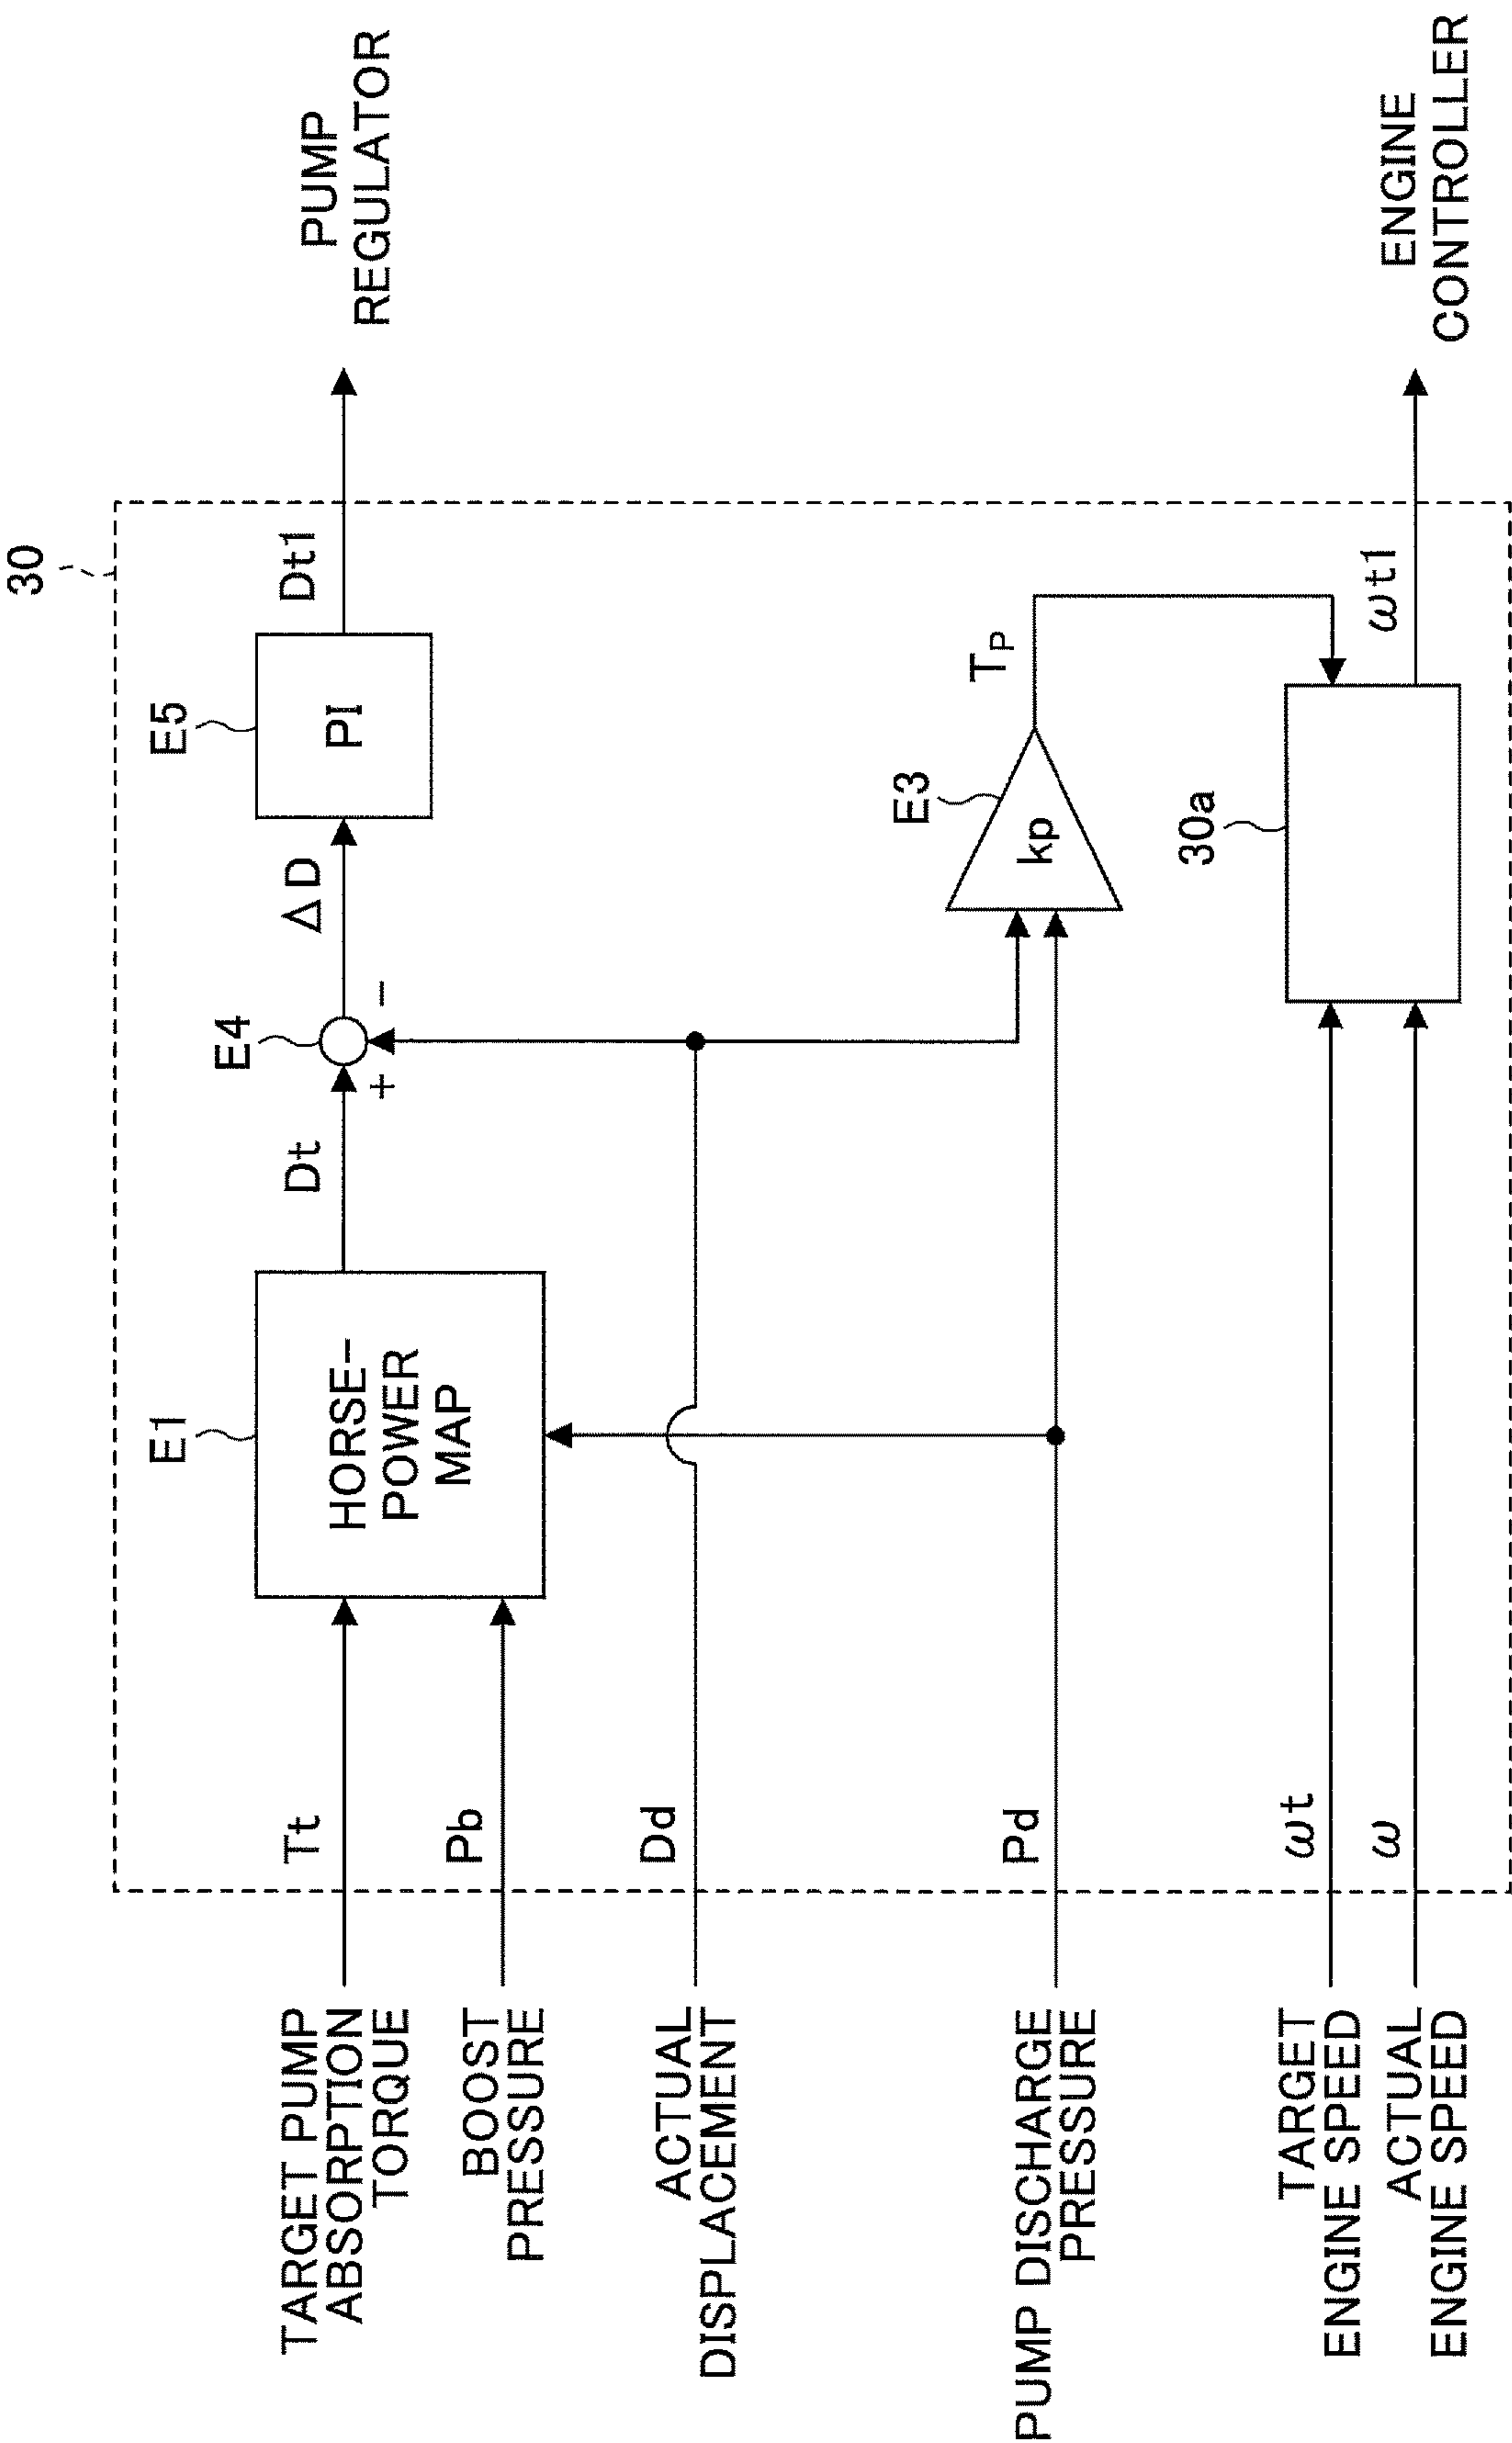 30
TARGET PUMP
ABSORPTION
TORQUE
Tt
E1
HORSE-
POWER
MAP
Dt
E4
+
−
ΔD
E5
PI
Dt1
PUMP
REGULATOR
BOOST
PRESSURE
Pb
ACTUAL
DISPLACEMENT
Dd
PUMP DISCHARGE
PRESSURE
Pd
E3
kp
TP
TARGET
ENGINE SPEED
ωt
ACTUAL
ENGINE SPEED
ω
30a
ωt1
ENGINE
CONTROLLER